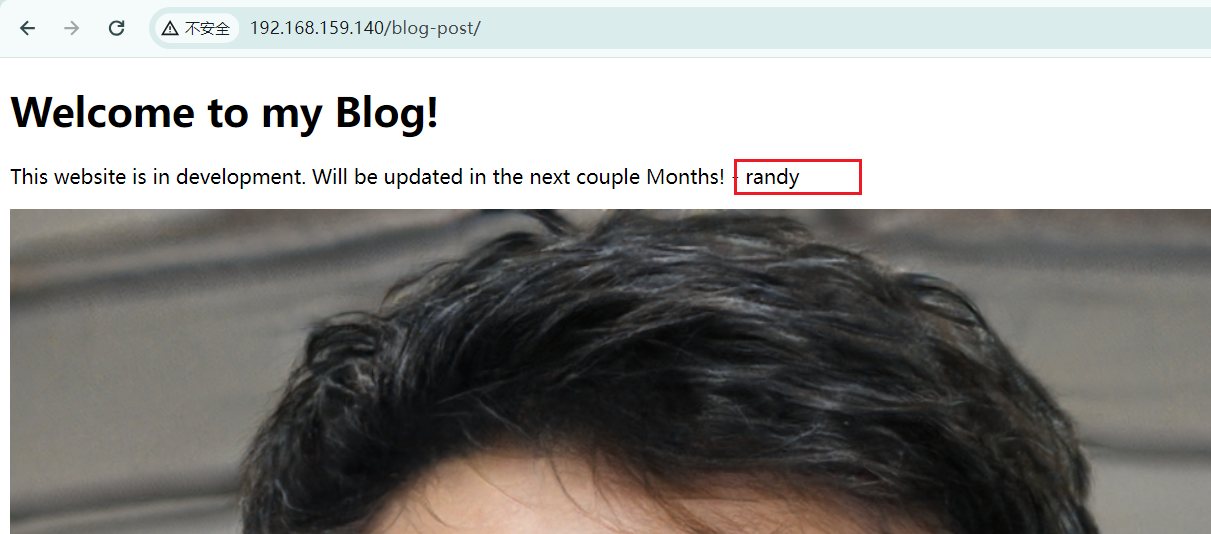 不安全 192.168.159.140/blog-post/
Welcome to my Blog!
This website is in development. Will be updated in the next couple Months! - randy